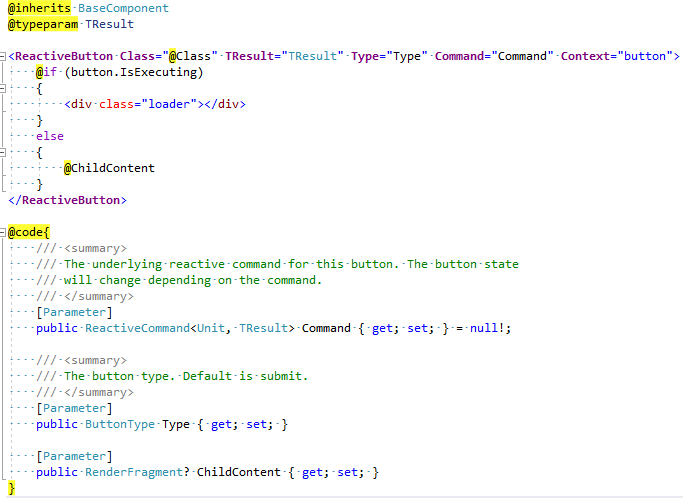 @inherits BaseComponent
@typeparam TResult

<ReactiveButton Class="@Class" TResult="TResult" Type="Type" Command="Command" Context="button">
    @if (button.IsExecuting)
    {
        <div class="loader"></div>
    }
    else
    {
        @ChildContent
    }
</ReactiveButton>

@code{
    /// <summary>
    /// The underlying reactive command for this button. The button state
    /// will change depending on the command.
    /// </summary>
    [Parameter]
    public ReactiveCommand<Unit, TResult> Command { get; set; } = null!;

    /// <summary>
    /// The button type. Default is submit.
    /// </summary>
    [Parameter]
    public ButtonType Type { get; set; }

    [Parameter]
    public RenderFragment? ChildContent { get; set; }
}